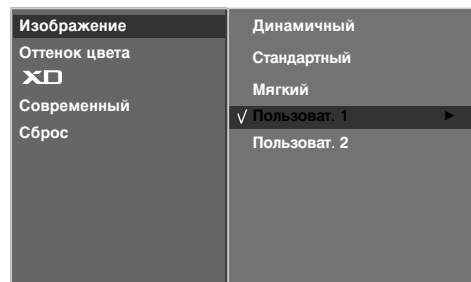 Изображение
Оттенок цвета
XD
Современный
Сброс
Динамичный
Стандартный
Мягкий
√ Пользоват. 1 ►
Пользоват. 2